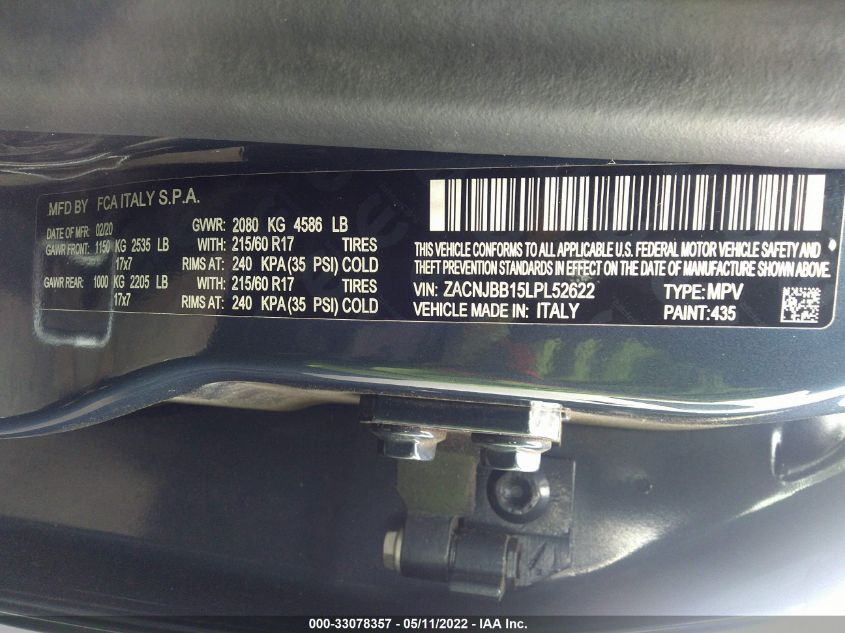 MFD BY FCA ITALY S.P.A.
DATE OF MFR: 02/20 GVWR: 2080 KG 4586 LB
GAWR FRONT: 1150 KG 2535 LB WITH: 215/60 R17 TIRES
17x7 RIMS AT: 240 KPA (35 PSI) COLD
GAWR REAR: 1000 KG 2205 LB WITH: 215/60 R17 TIRES
17x7 RIMS AT: 240 KPA (35 PSI) COLD
THIS VEHICLE CONFORMS TO ALL APPLICABLE U.S. FEDERAL MOTOR VEHICLE SAFETY AND
THEFT PREVENTION STANDARDS IN EFFECT ON THE DATE OF MANUFACTURE SHOWN ABOVE.
VIN: ZACNJBB15LPL52622 TYPE: MPV
VEHICLE MADE IN: ITALY PAINT: 435
000-33078357 - 05/11/2022 - IAA Inc.